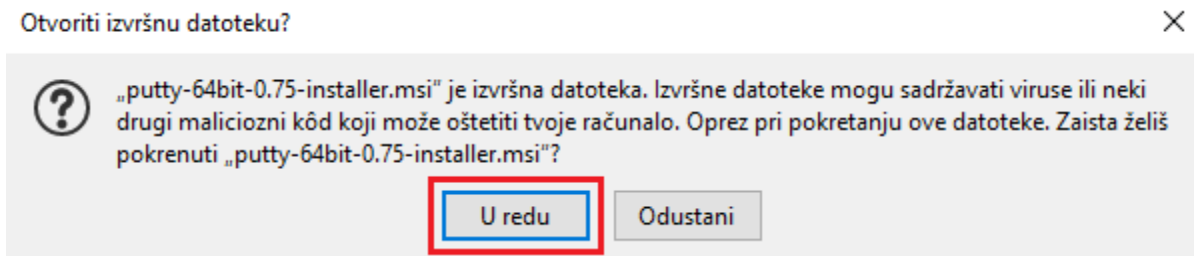 Otvoriti izvršnu datoteku?
„putty-64bit-0.75-installer.msi" je izvršna datoteka. Izvršne datoteke mogu sadržavati viruse ili neki
drugi maliciozni kôd koji može oštetiti tvoje računalo. Oprez pri pokretanju ove datoteke. Zaista želiš
pokrenuti „putty-64bit-0.75-installer.msi"?
U redu Odustani